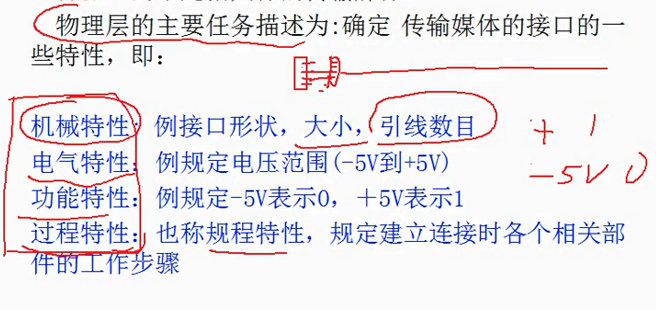 物理层的主要任务描述为:确定 传输媒体的接口的一
些特性，即：
机械特性：例接口形状，大小，引线数目
+ 1
电气特性：例规定电压范围(-5V到+5V)
-5V 0
功能特性：例规定-5V表示0，＋5V表示1
过程特性：也称规程特性，规定建立连接时各个相关部
件的工作步骤